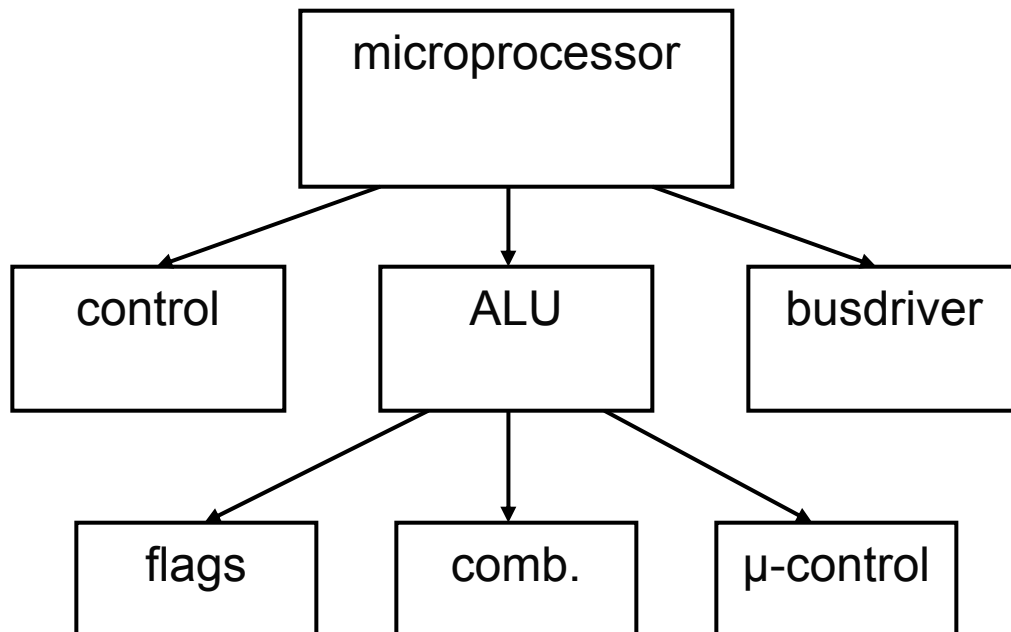 microprocessor
control
ALU
busdriver
flags
comb.
µ-control